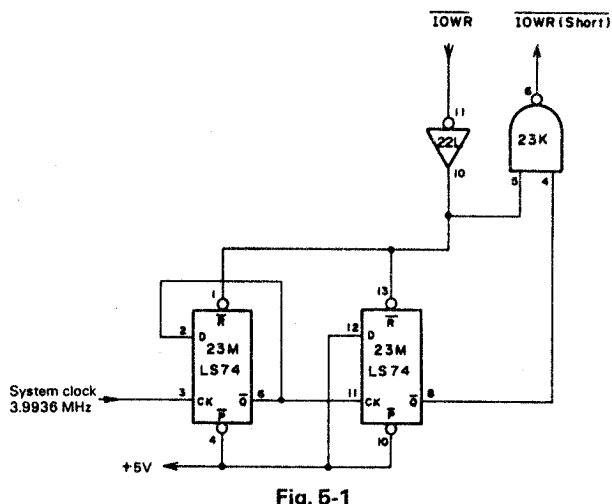 IOWR IOWR (Short)
11
6
22L
23K
10
5 4
1 13
R R
2 D 12 D
23M 23M
LS74 LS74
System clock
3.9936 MHz
3 CK Q 6 11 CK Q 8
P P
4 10
+5V
Fig. 5-1